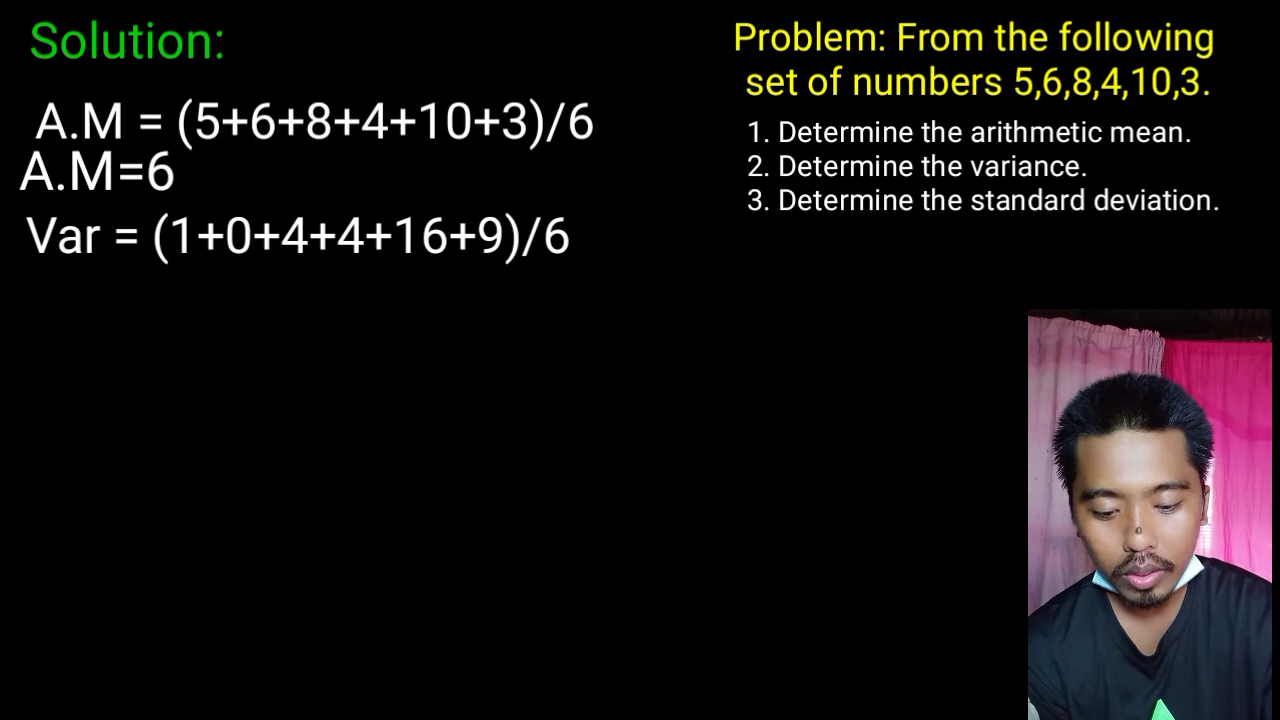 Solution:
A.M = (5+6+8+4+10+3)/6
A.M=6
Var = (1+0+4+4+16+9)/6
Problem: From the following
set of numbers 5,6,8,4,10,3.
1. Determine the arithmetic mean.
2. Determine the variance.
3. Determine the standard deviation.